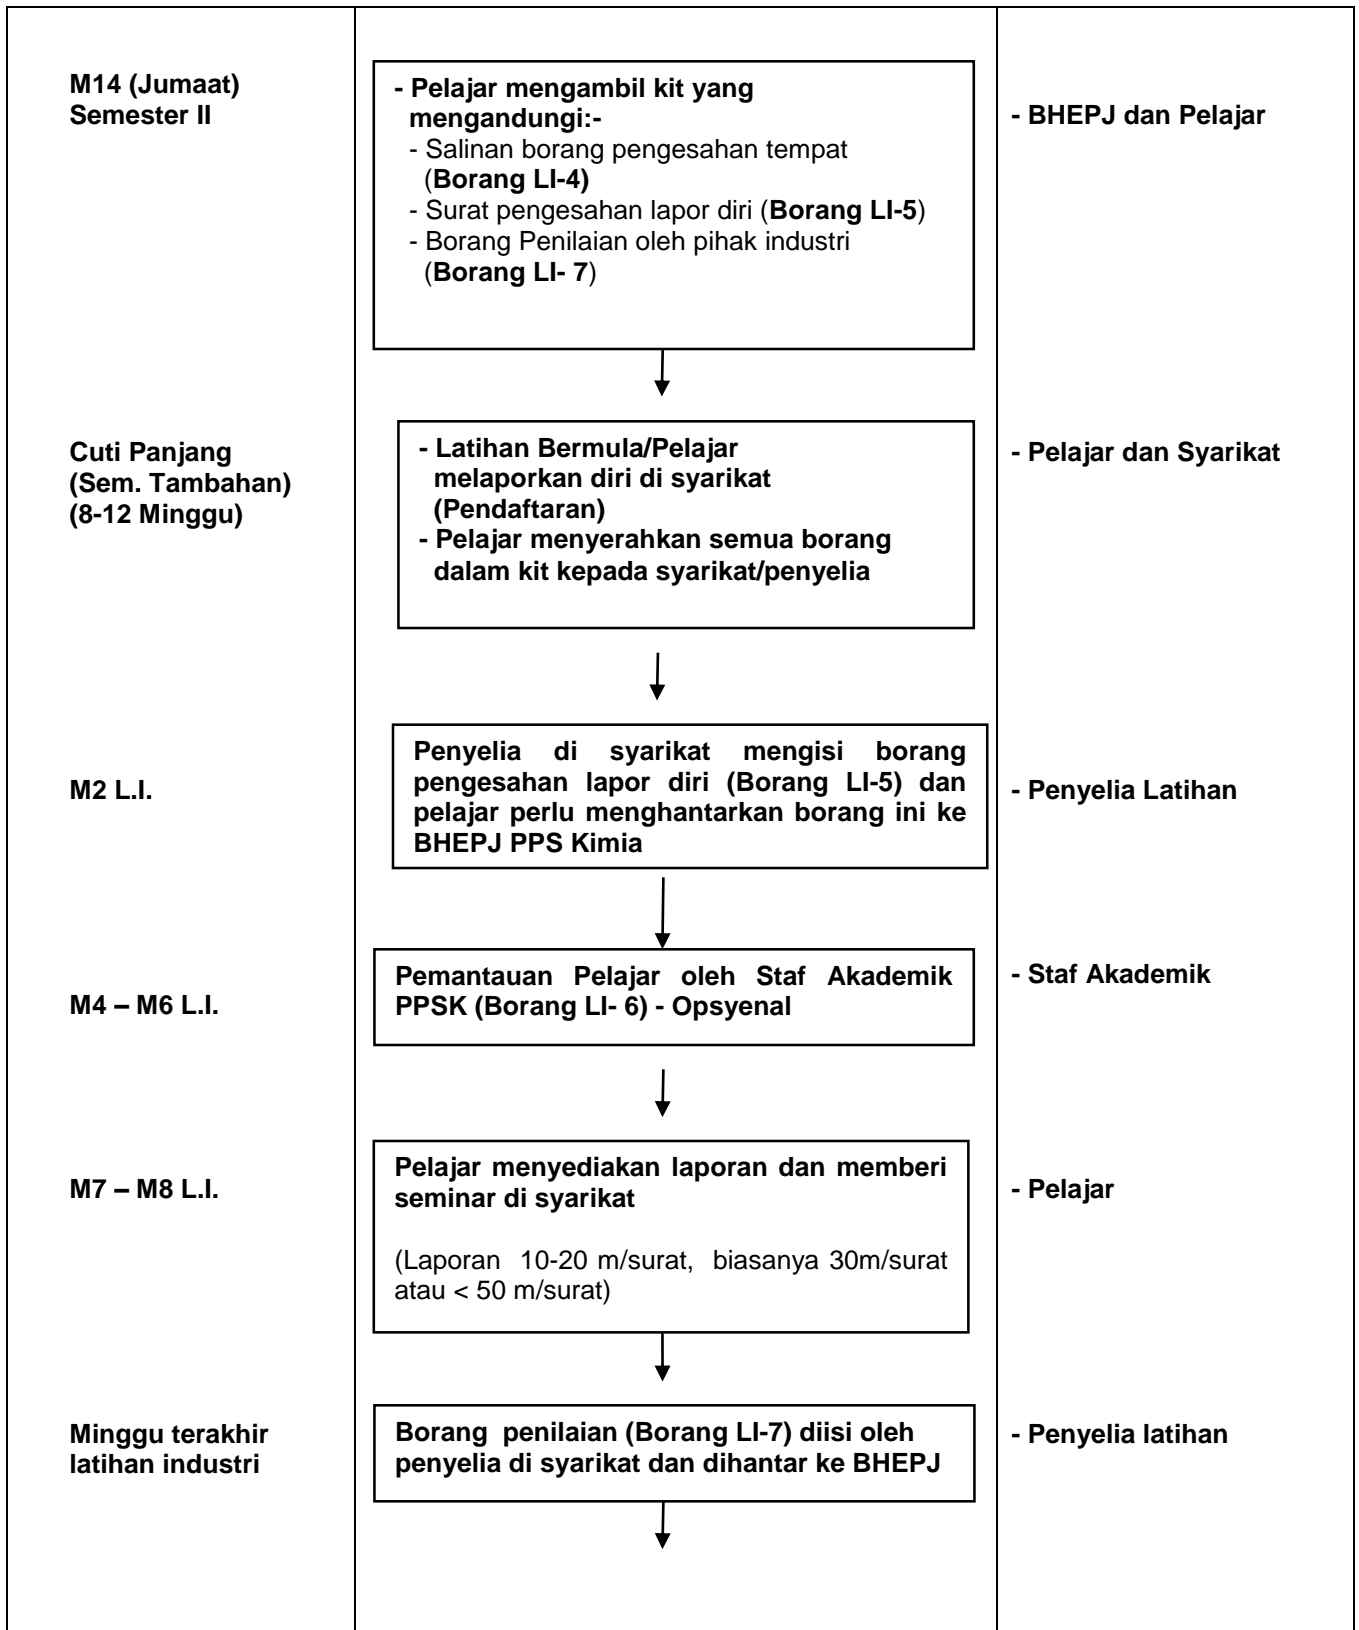 M14 (Jumaat)
Semester II
- Pelajar mengambil kit yang
mengandungi:-
- Salinan borang pengesahan tempat
(Borang LI-4)
- Surat pengesahan lapor diri (Borang LI-5)
- Borang Penilaian oleh pihak industri
(Borang LI- 7)
- BHEPJ dan Pelajar
Cuti Panjang
(Sem. Tambahan)
(8-12 Minggu)
- Latihan Bermula/Pelajar
melaporkan diri di syarikat
(Pendaftaran)
- Pelajar menyerahkan semua borang
dalam kit kepada syarikat/penyelia
- Pelajar dan Syarikat
M2 L.I.
Penyelia di syarikat mengisi borang
pengesahan lapor diri (Borang LI-5) dan
pelajar perlu menghantarkan borang ini ke
BHEPJ PPS Kimia
- Penyelia Latihan
M4 – M6 L.I.
Pemantauan Pelajar oleh Staf Akademik
PPSK (Borang LI- 6) - Opsyenal
- Staf Akademik
M7 – M8 L.I.
Pelajar menyediakan laporan dan memberi
seminar di syarikat
(Laporan 10-20 m/surat, biasanya 30m/surat
atau < 50 m/surat)
- Pelajar
Minggu terakhir
latihan industri
Borang penilaian (Borang LI-7) diisi oleh
penyelia di syarikat dan dihantar ke BHEPJ
- Penyelia latihan